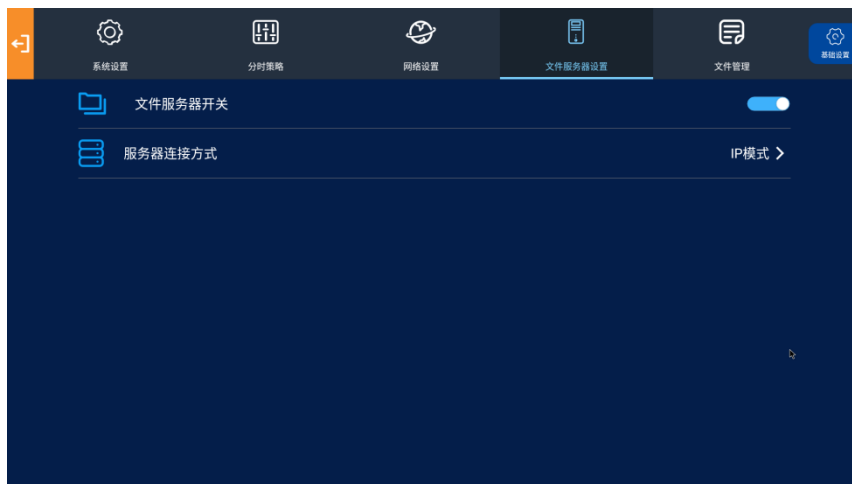 系统设置
分时策略
网络设置
文件服务器设置
文件管理
基础设置
文件服务器开关
服务器连接方式
IP模式